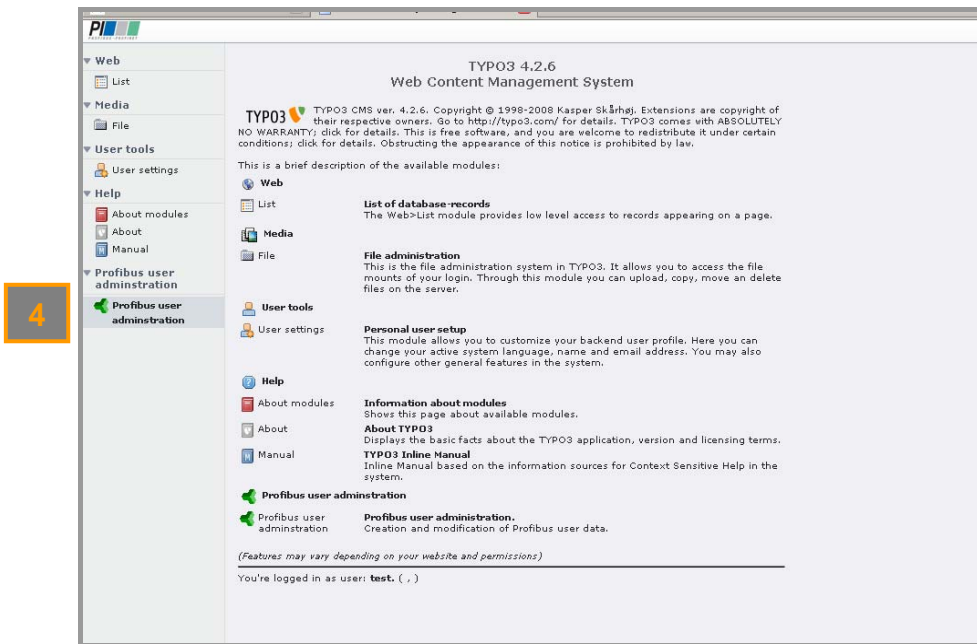 PI
Web
List
Media
File
User tools
User settings
Help
About modules
About
Manual
Profibus user
adminstration
4
Profibus user
adminstration
TYPO3 4.2.6
Web Content Management System
TYPO3
TYPO3 CMS ver. 4.2.6. Copyright © 1998-2008 Kasper Skårhøj. Extensions are copyright of
their respective owners. Go to http://typo3.com/ for details. TYPO3 comes with ABSOLUTELY
NO WARRANTY; click for details. This is free software, and you are welcome to redistribute it under certain
conditions; click for details. Obstructing the appearance of this notice is prohibited by law.
This is a brief description of the available modules:
Web
List List of database-records
The Web>List module provides low level access to records appearing on a page.
Media
File File administration
This is the file administration system in TYPO3. It allows you to access the file
mounts of your login. Through this module you can upload, copy, move an delete
files on the server.
User tools
User settings Personal user setup
This module allows you to customize your backend user profile. Here you can
change your active system language, name and email address. You may also
configure other general features in the system.
Help
About modules Information about modules
Shows this page about available modules.
About About TYPO3
Displays the basic facts about the TYPO3 application, version and licensing terms.
Manual TYPO3 Inline Manual
Inline Manual based on the information sources for Context Sensitive Help in the
system.
Profibus user adminstration
Profibus user Profibus user administration.
adminstration Creation and modification of Profibus user data.
(Features may vary depending on your website and permissions)
You're logged in as user: test. ( , )